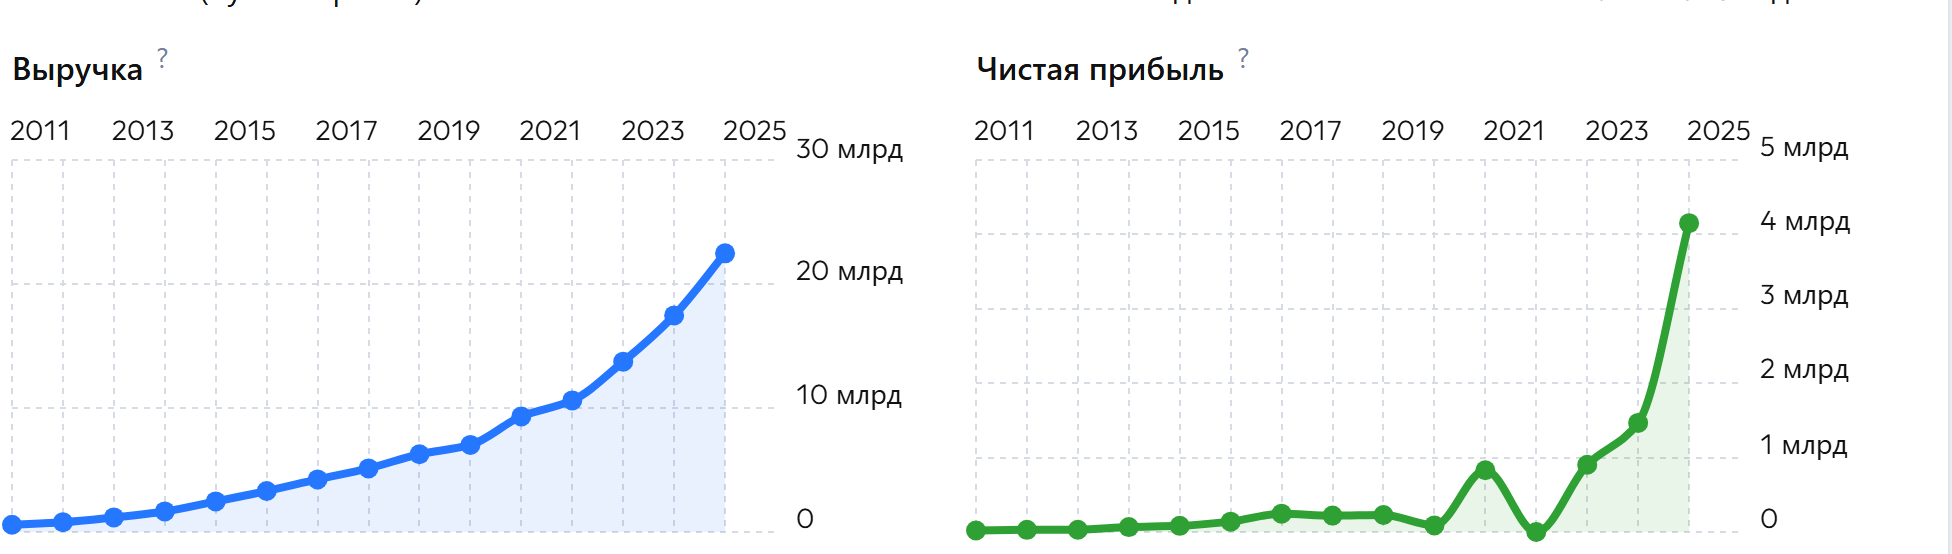 Выручка ?
2011 2013 2015 2017 2019 2021 2023 2025
30 млрд
20 млрд
10 млрд
0
Чистая прибыль ?
2011 2013 2015 2017 2019 2021 2023 2025
5 млрд
4 млрд
3 млрд
2 млрд
1 млрд
0